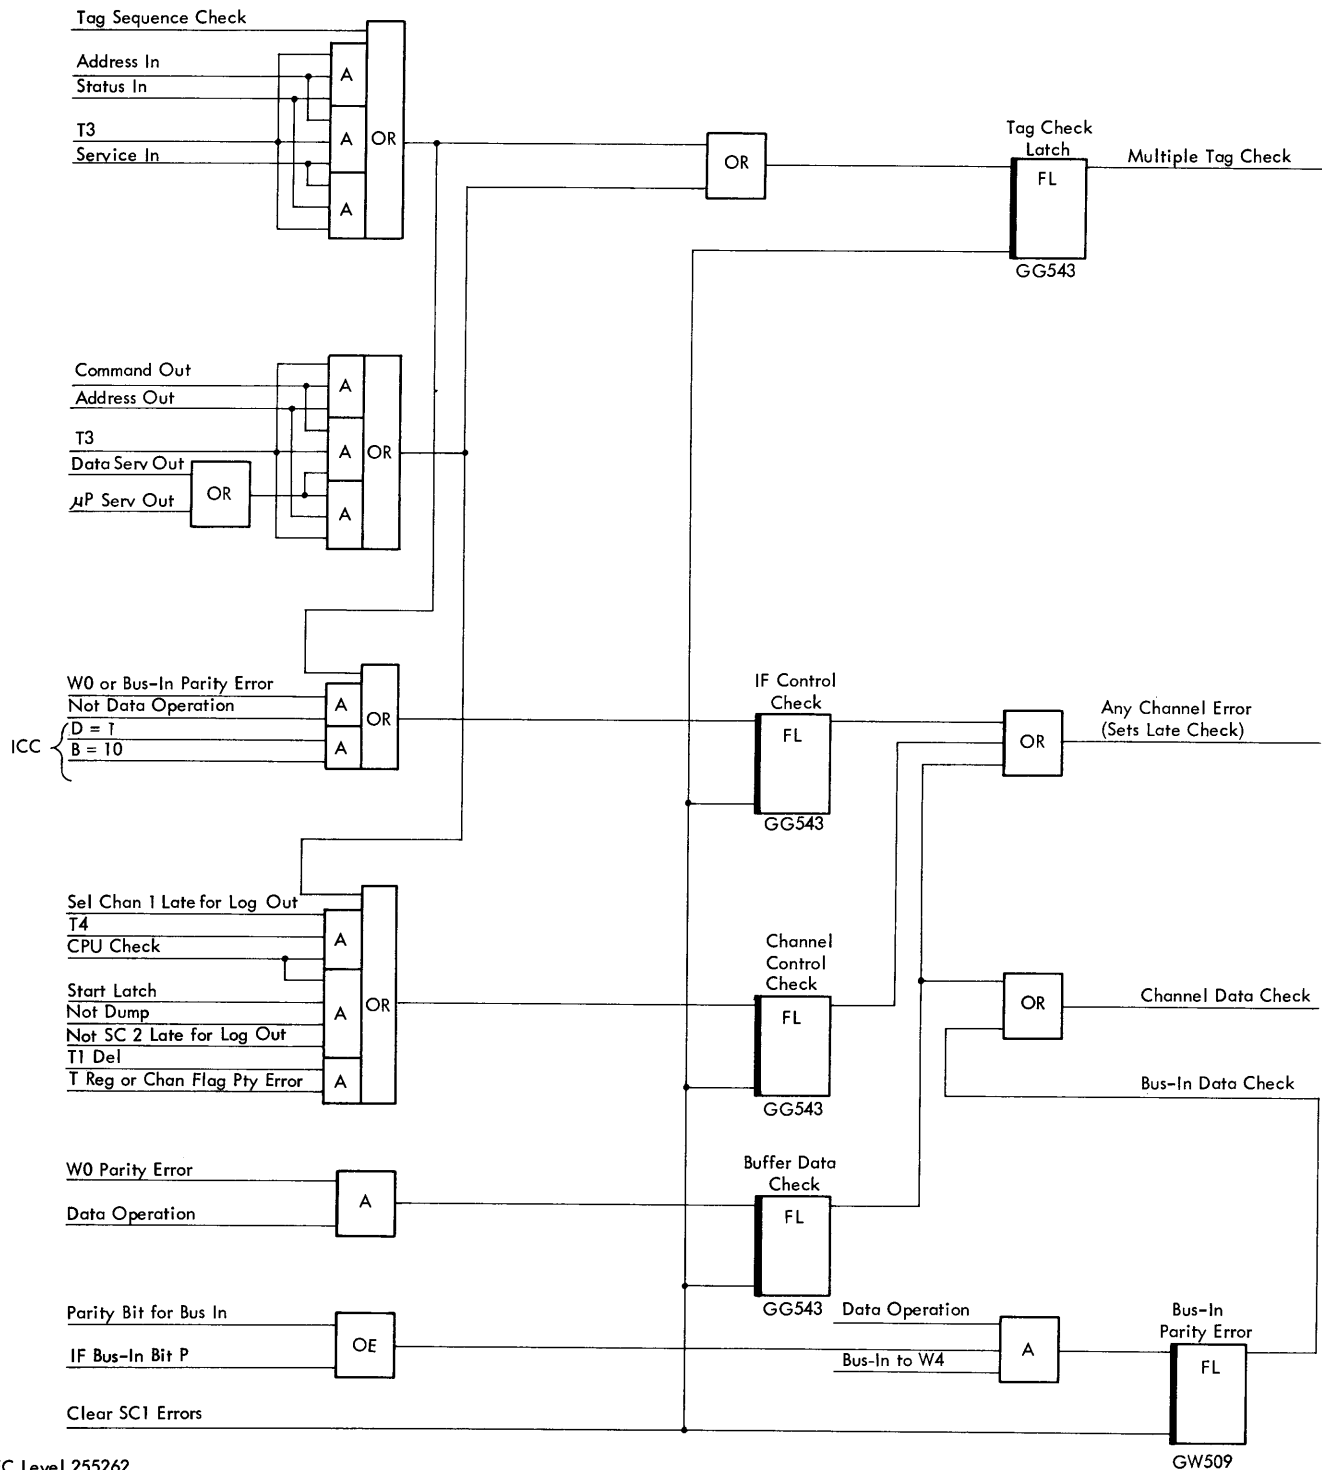 Tag Sequence Check
Address In
Status In
T3
Service In
A
A
A
OR
OR
Tag Check
Latch
FL
GG543
Multiple Tag Check
Command Out
Address Out
T3
Data Serv Out
μP Serv Out
OR
A
A
A
OR
W0 or Bus-In Parity Error
Not Data Operation
ICC
D = 1
B = 10
A
A
OR
IF Control
Check
FL
GG543
OR
Any Channel Error
(Sets Late Check)
Sel Chan 1 Late for Log Out
T4
CPU Check
Start Latch
Not Dump
Not SC 2 Late for Log Out
T1 Del
T Reg or Chan Flag Pty Error
A
A
A
OR
Channel
Control
Check
FL
GG543
OR
Channel Data Check
Bus-In Data Check
W0 Parity Error
Data Operation
A
Buffer Data
Check
FL
GG543
Parity Bit for Bus In
IF Bus-In Bit P
OE
Data Operation
Bus-In to W4
A
Bus-In
Parity Error
FL
GW509
Clear SC1 Errors
C Level 255262